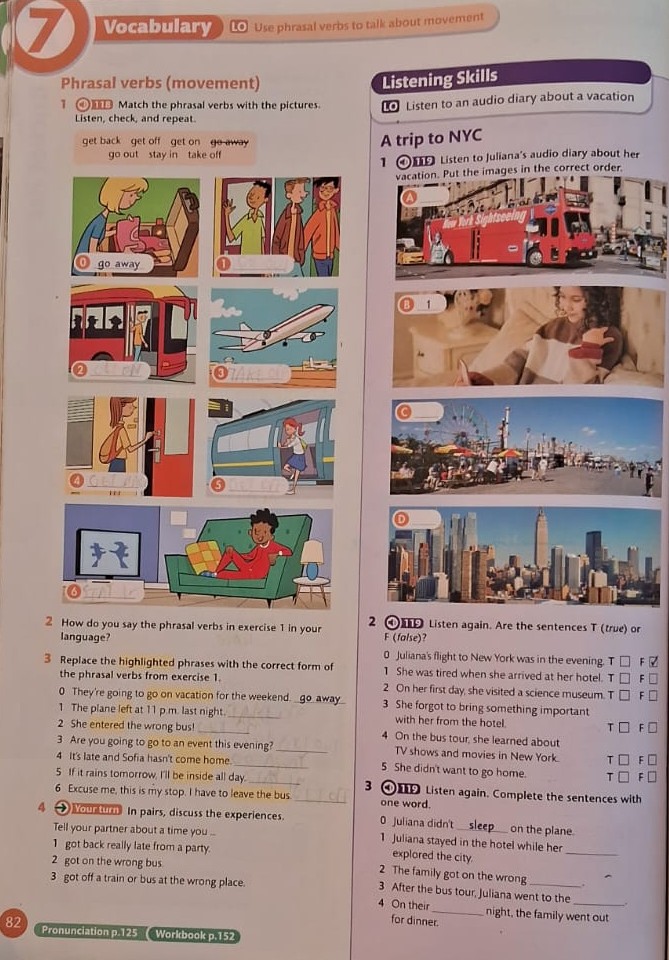 7
Vocabulary LO Use phrasal verbs to talk about movement
Phrasal verbs (movement)
1 118 Match the phrasal verbs with the pictures.
Listen, check, and repeat.
get back get off get on go away
go out stay in take off
0 go away
1
2 GET ON
3 TAKE OFF
4 GET
5 GET
6 STAY IN
2 How do you say the phrasal verbs in exercise 1 in your
language?
3 Replace the highlighted phrases with the correct form of
the phrasal verbs from exercise 1.
0 They're going to go on vacation for the weekend. go away
1 The plane left at 11 p.m. last night.
2 She entered the wrong bus!
3 Are you going to go to an event this evening?
4 It's late and Sofia hasn't come home.
5 If it rains tomorrow, I'll be inside all day.
6 Excuse me, this is my stop. I have to leave the bus.
4 Your turn In pairs, discuss the experiences.
Tell your partner about a time you ...
1 got back really late from a party.
2 got on the wrong bus.
3 got off a train or bus at the wrong place.
82
Pronunciation p.125 Workbook p.152
Listening Skills
LO Listen to an audio diary about a vacation
A trip to NYC
1 119 Listen to Juliana's audio diary about her
vacation. Put the images in the correct order.
A
New York Sightseeing
B 1
C
D
2 119 Listen again. Are the sentences T (true) or
F (false)?
0 Juliana's flight to New York was in the evening. T F
1 She was tired when she arrived at her hotel. T F
2 On her first day, she visited a science museum. T F
3 She forgot to bring something important
with her from the hotel. T F
4 On the bus tour, she learned about
TV shows and movies in New York. T F
5 She didn't want to go home. T F
3 119 Listen again. Complete the sentences with
one word.
0 Juliana didn't sleep on the plane.
1 Juliana stayed in the hotel while her
explored the city.
2 The family got on the wrong .
3 After the bus tour, Juliana went to the .
4 On their night, the family went out
for dinner.